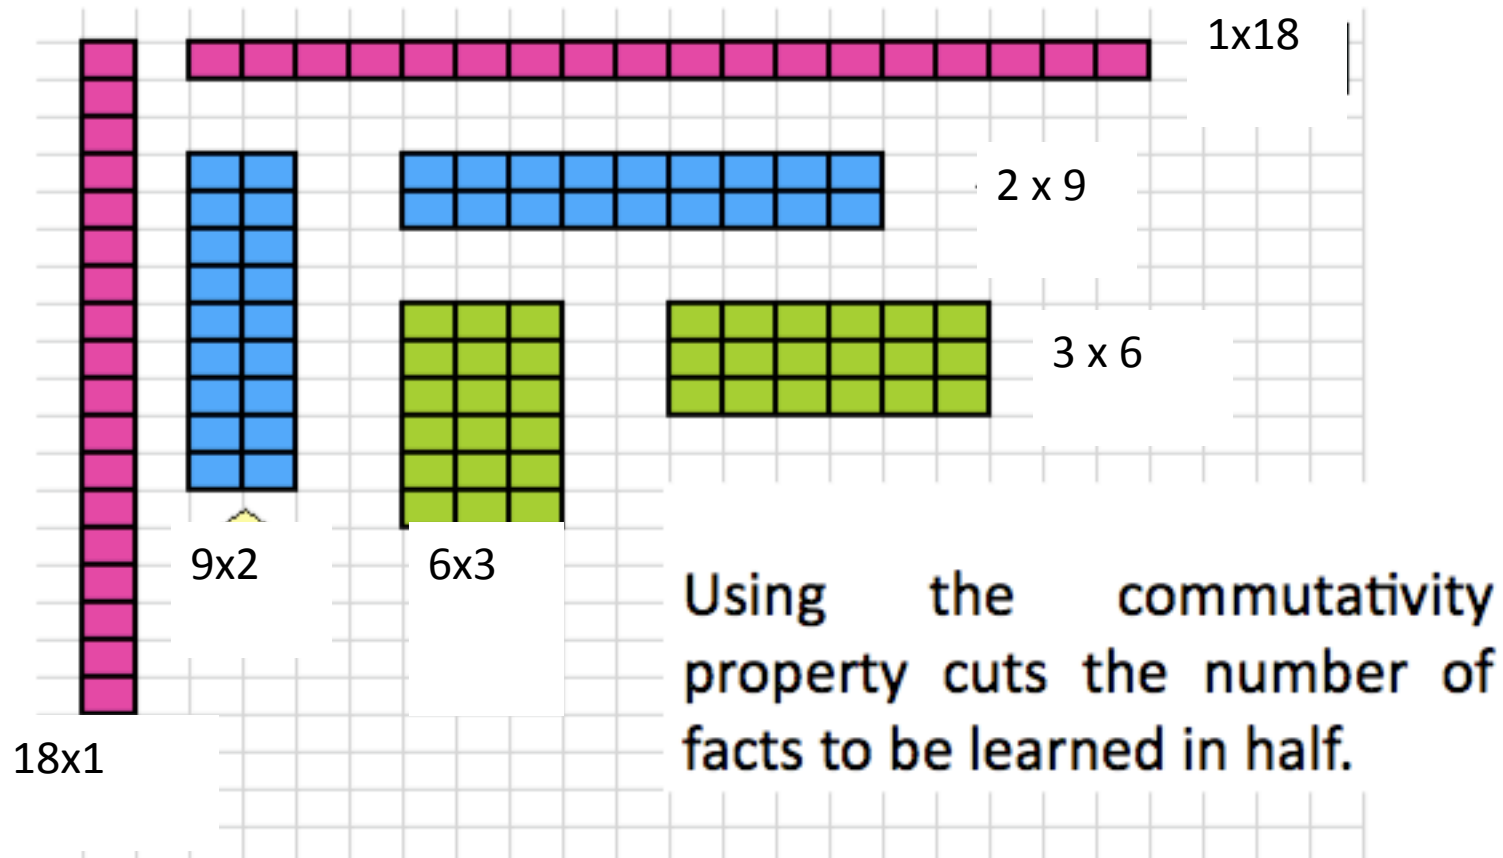 1x18
2 x 9
3 x 6
9x2
6x3
Using the commutativity
property cuts the number of
facts to be learned in half.
18x1